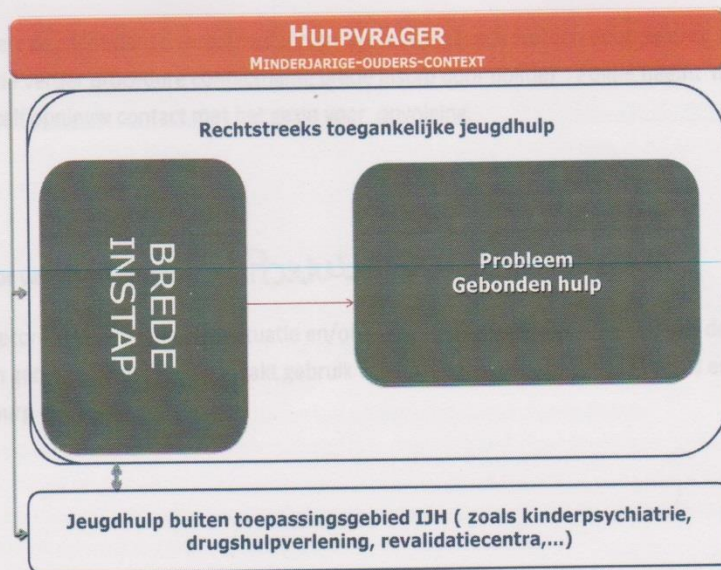 HULPVRAGER
MINDERJARIGE-OUDERS-CONTEXT
Rechtstreeks toegankelijke jeugdhulp
BREDE
INSTAP
Probleem
Gebonden hulp
Jeugdhulp buiten toepassingsgebied IJH ( zoals kinderpsychiatrie,
drugshulpverlening, revalidatiecentra,...)